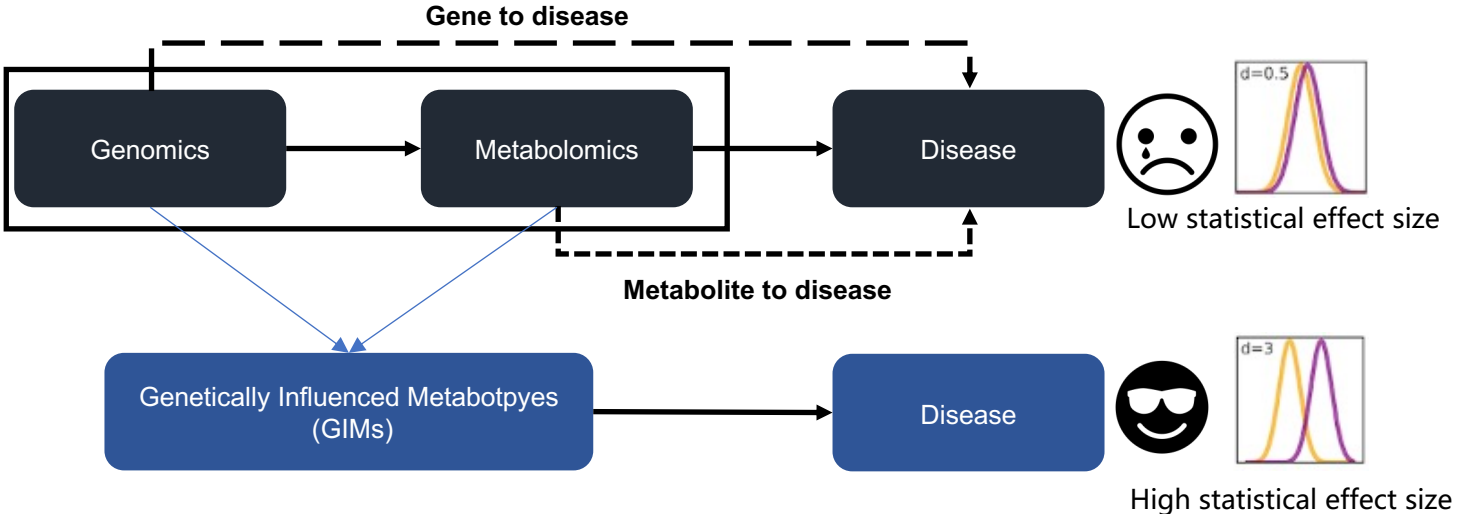 Gene to disease
Genomics
Metabolomics
Disease
d=0.5
Low statistical effect size
Metabolite to disease
Genetically Influenced Metabotpyes
(GIMs)
Disease
d=3
High statistical effect size